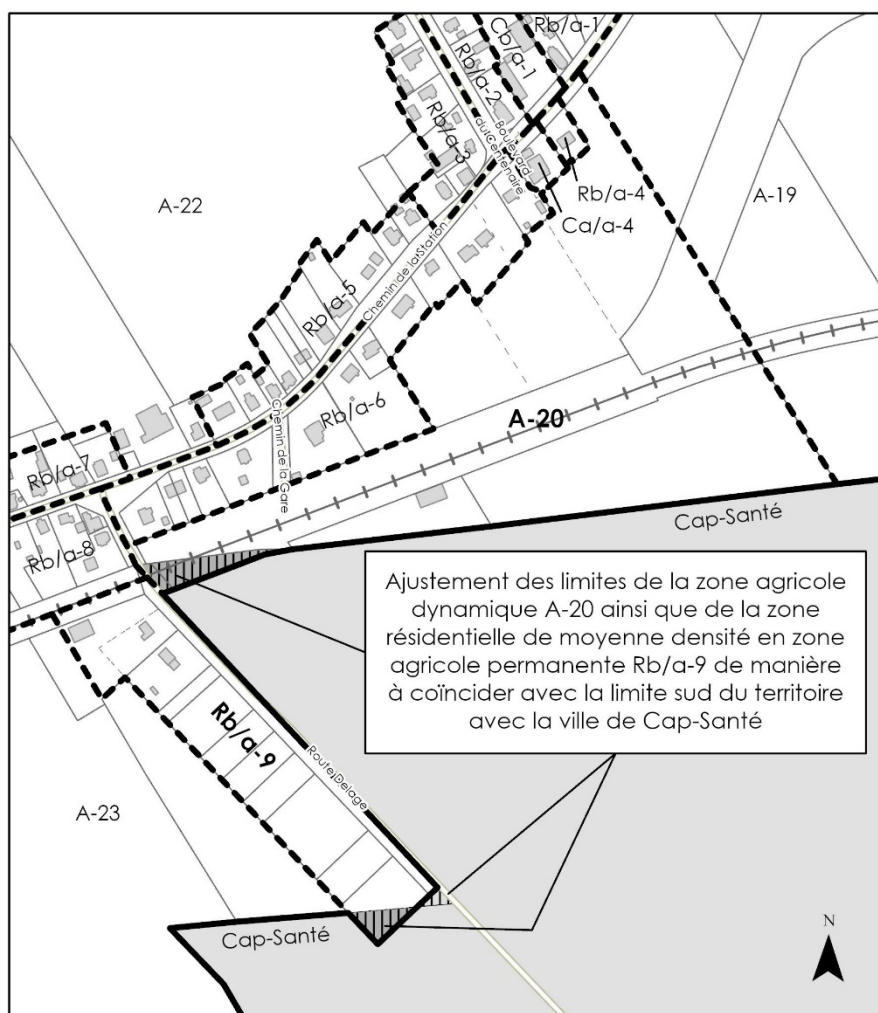 Rb/a-1
Cb/a-1
Rb/a-2
Rb/a-3
Boulevard
du Centenaire
A-22
Rb/a-4
Ca/a-4
A-19
Chemin de la Station
Rb/a-5
Rb/a-6
Chemin de la Gare
A-20
Rb/a-7
Rb/a-8
Cap-Santé
Ajustement des limites de la zone agricole
dynamique A-20 ainsi que de la zone
résidentielle de moyenne densité en zone
agricole permanente Rb/a-9 de manière
à coïncider avec la limite sud du territoire
avec la ville de Cap-Santé
Rb/a-9
Route Delage
A-23
Cap-Santé
N